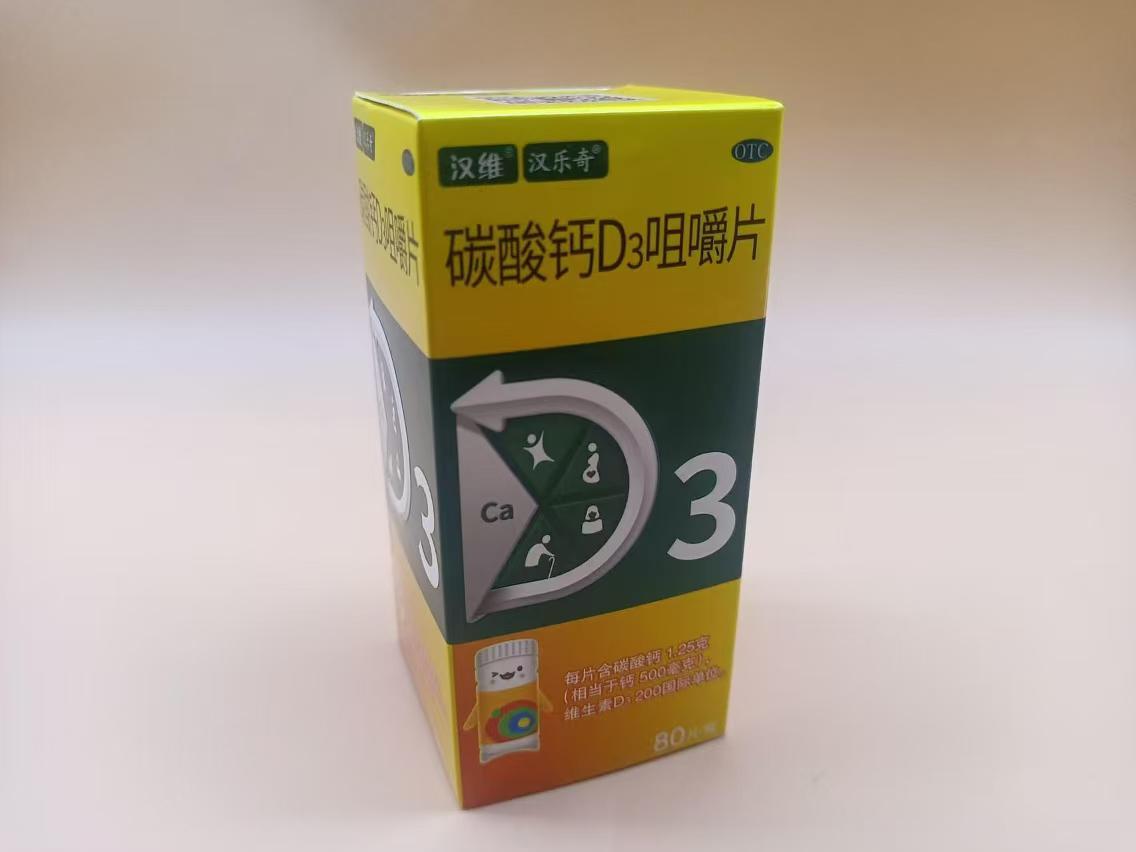 汉维® 汉乐奇®
OTC
碳酸钙D3咀嚼片
Ca
3
每片含碳酸钙 1.25克
(相当于钙 500毫克),
维生素D3 200国际单位。
80片
酸钙D3咀嚼片
3